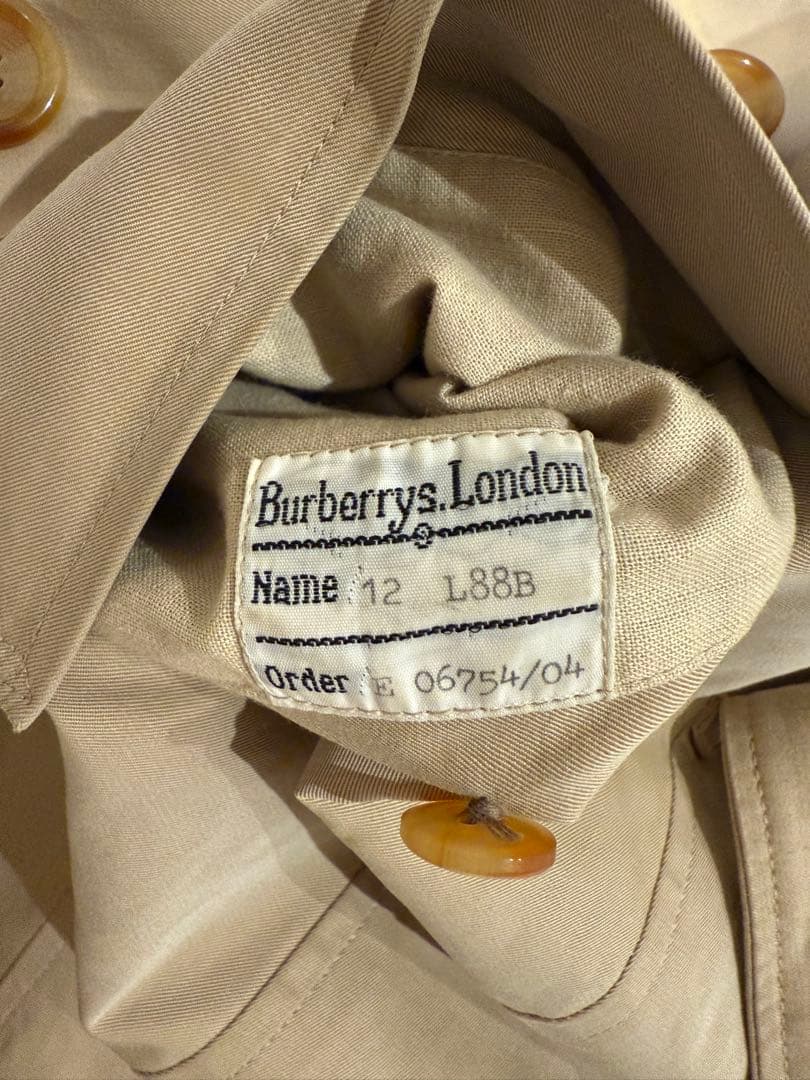 Burberrys. London
Name 12 L88B
Order E 06754/04